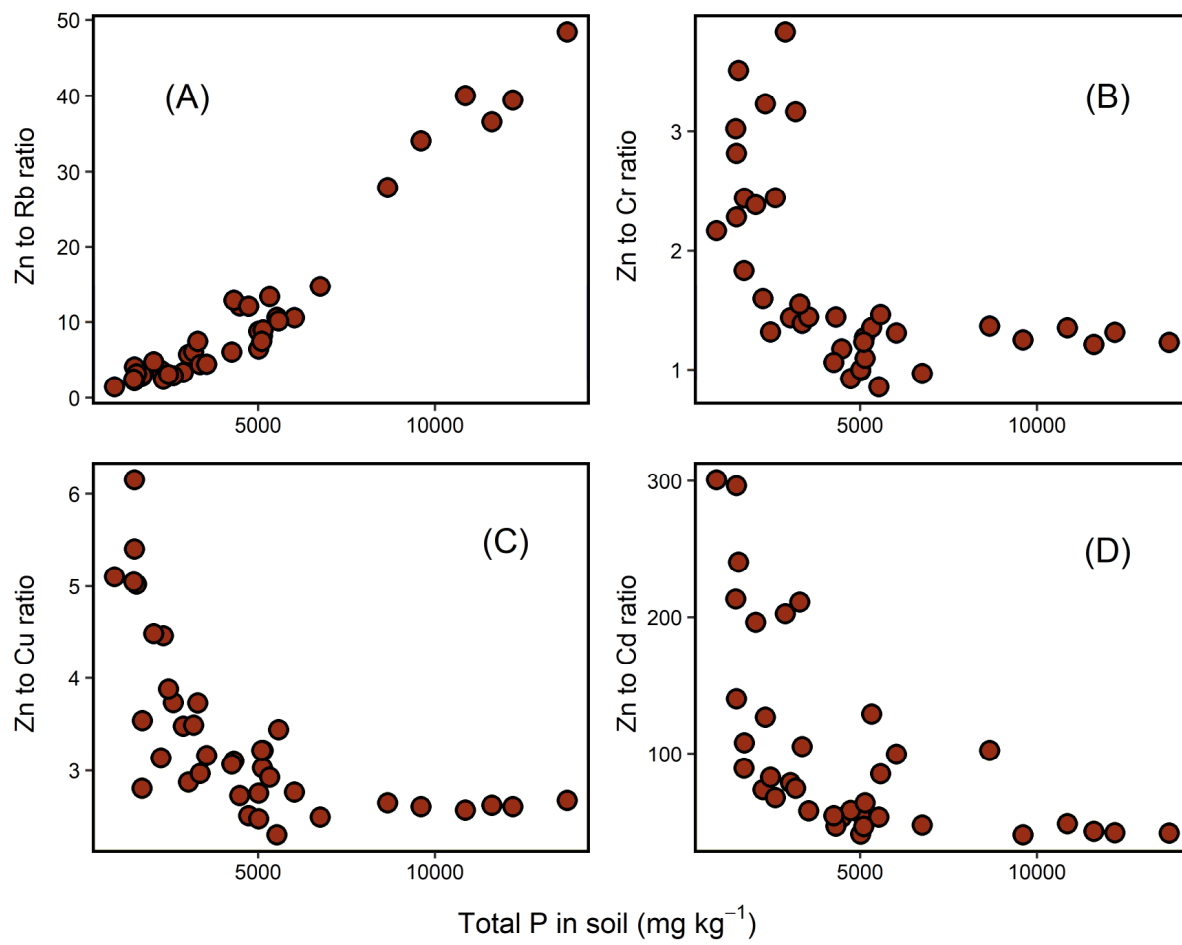 50
40
30
20
10
0
Zn to Rb ratio
(A)
5000
10000
3
2
1
Zn to Cr ratio
(B)
5000
10000
6
5
4
3
Zn to Cu ratio
(C)
5000
10000
300
200
100
Zn to Cd ratio
(D)
5000
10000
Total P in soil (mg kg⁻¹)